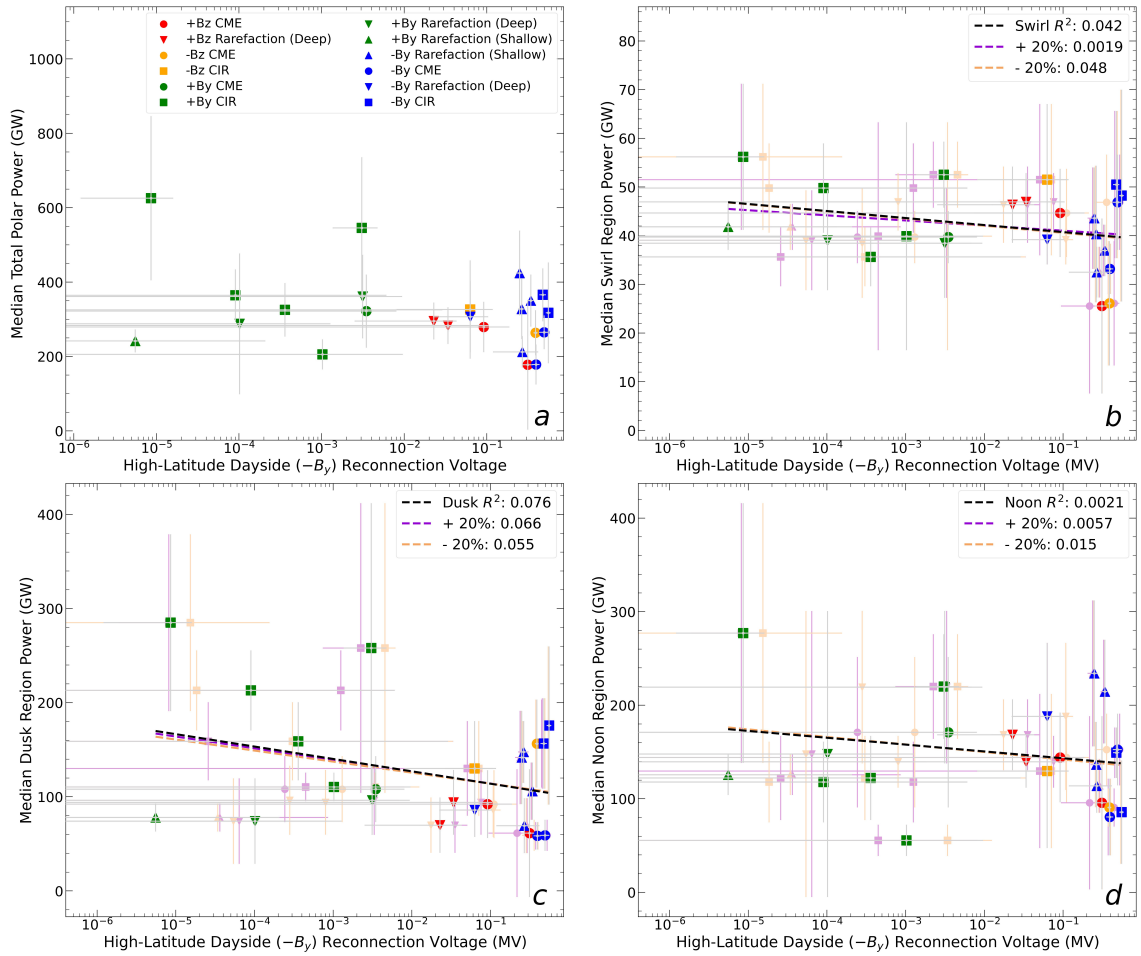 1000
800
600
400
200
0
Median Total Polar Power (GW)
+Bz CME
+Bz Rarefaction (Deep)
-Bz CME
-Bz CIR
+By CME
+By CIR
+By Rarefaction (Deep)
+By Rarefaction (Shallow)
-By Rarefaction (Shallow)
-By CME
-By Rarefaction (Deep)
-By CIR
a
10⁻⁶ 10⁻⁵ 10⁻⁴ 10⁻³ 10⁻² 10⁻¹
High-Latitude Dayside (−B_y) Reconnection Voltage
80
70
60
50
40
30
20
10
0
Median Swirl Region Power (GW)
Swirl R²: 0.042
+ 20%: 0.0019
- 20%: 0.048
b
10⁻⁶ 10⁻⁵ 10⁻⁴ 10⁻³ 10⁻² 10⁻¹
High-Latitude Dayside (−B_y) Reconnection Voltage (MV)
400
300
200
100
0
Median Dusk Region Power (GW)
Dusk R²: 0.076
+ 20%: 0.066
- 20%: 0.055
c
10⁻⁶ 10⁻⁵ 10⁻⁴ 10⁻³ 10⁻² 10⁻¹
High-Latitude Dayside (−B_y) Reconnection Voltage (MV)
400
300
200
100
0
Median Noon Region Power (GW)
Noon R²: 0.0021
+ 20%: 0.0057
- 20%: 0.015
d
10⁻⁶ 10⁻⁵ 10⁻⁴ 10⁻³ 10⁻² 10⁻¹
High-Latitude Dayside (−B_y) Reconnection Voltage (MV)